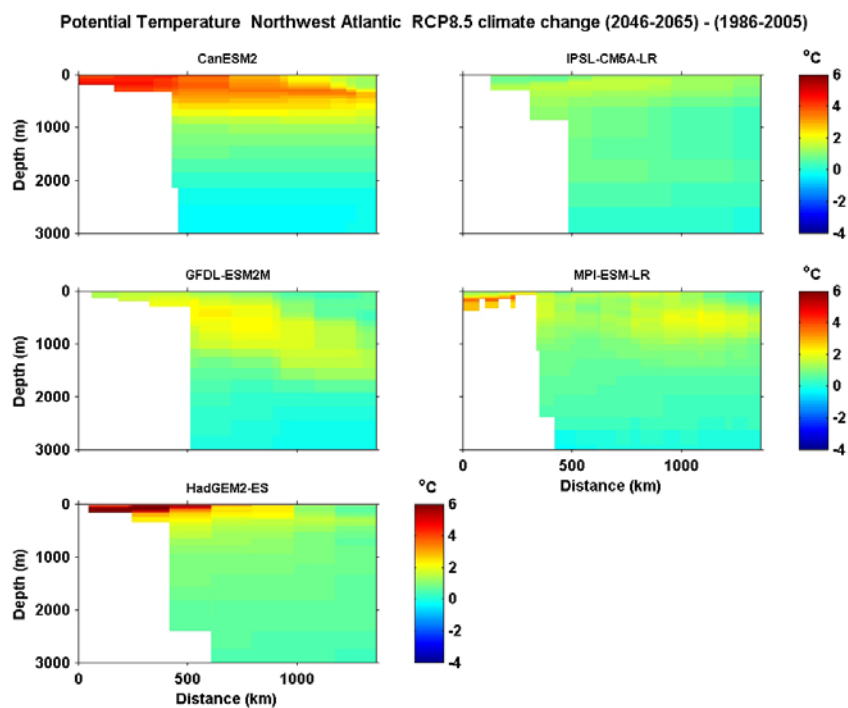 Potential Temperature Northwest Atlantic RCP8.5 climate change (2046-2065) - (1986-2005)
CanESM2
IPSL-CM5A-LR
°C
0
1000
2000
3000
Depth (m)
6
4
2
0
-2
-4
GFDL-ESM2M
MPI-ESM-LR
0
1000
2000
3000
Depth (m)
0
500
1000
Distance (km)
6
4
2
0
-2
-4
HadGEM2-ES
°C
0
1000
2000
3000
Depth (m)
0
500
1000
Distance (km)
6
4
2
0
-2
-4